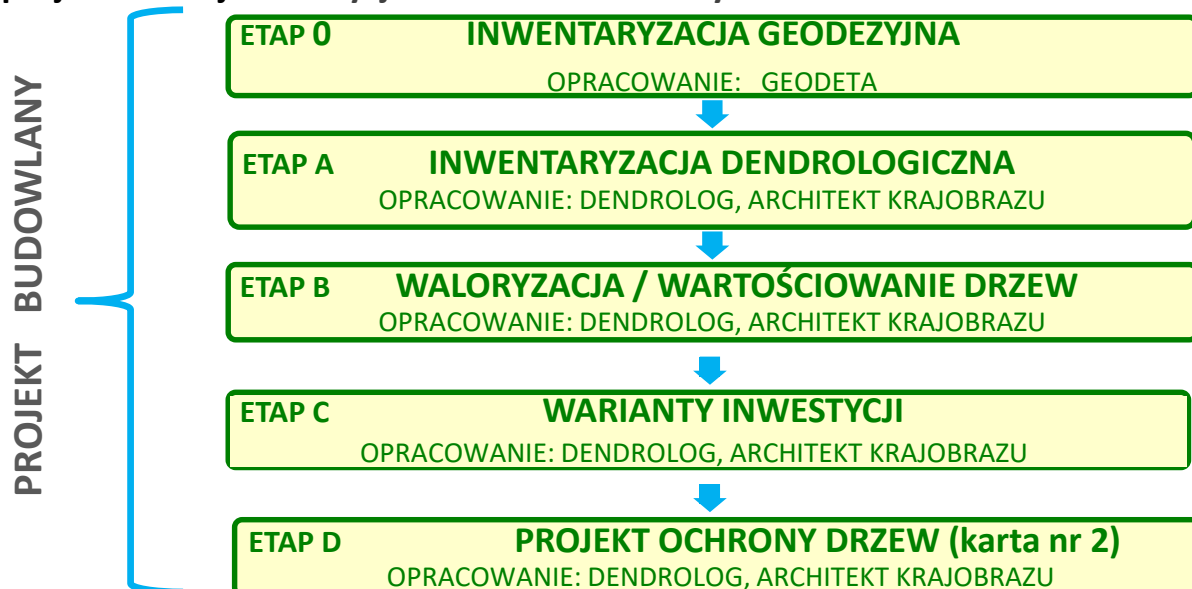 ETAP 0 INWENTARYZACJA GEODEZYJNA
OPRACOWANIE: GEODETA
ETAP A INWENTARYZACJA DENDROLOGICZNA
OPRACOWANIE: DENDROLOG, ARCHITEKT KRAJOBRAZU
ETAP B WALORYZACJA / WARTOŚCIOWANIE DRZEW
OPRACOWANIE: DENDROLOG, ARCHITEKT KRAJOBRAZU
ETAP C WARIANTY INWESTYCJI
OPRACOWANIE: DENDROLOG, ARCHITEKT KRAJOBRAZU
ETAP D PROJEKT OCHRONY DRZEW (karta nr 2)
OPRACOWANIE: DENDROLOG, ARCHITEKT KRAJOBRAZU
PROJEKT BUDOWLANY